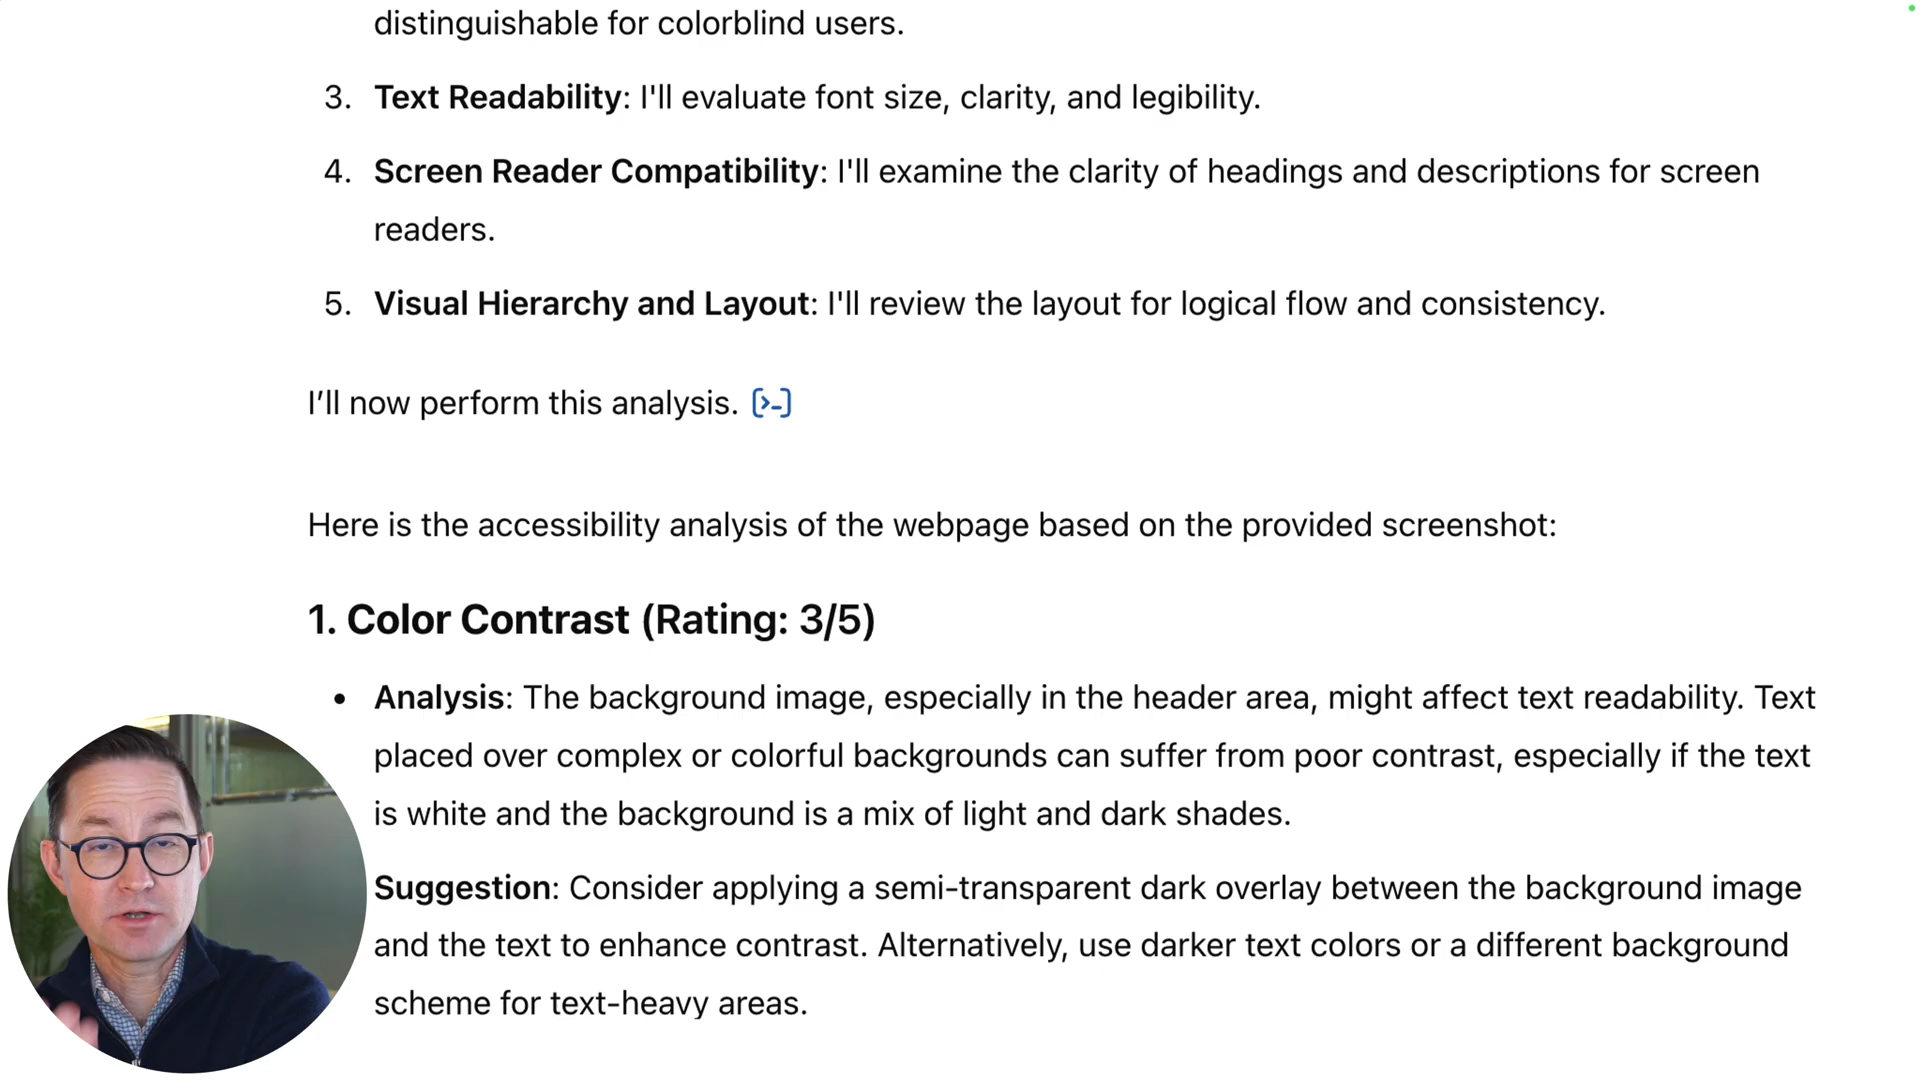 distinguishable for colorblind users.
3. Text Readability: I'll evaluate font size, clarity, and legibility.
4. Screen Reader Compatibility: I'll examine the clarity of headings and descriptions for screen
readers.
5. Visual Hierarchy and Layout: I'll review the layout for logical flow and consistency.
I’ll now perform this analysis. [>-]
Here is the accessibility analysis of the webpage based on the provided screenshot:
1. Color Contrast (Rating: 3/5)
• Analysis: The background image, especially in the header area, might affect text readability. Text
placed over complex or colorful backgrounds can suffer from poor contrast, especially if the text
is white and the background is a mix of light and dark shades.
Suggestion: Consider applying a semi-transparent dark overlay between the background image
and the text to enhance contrast. Alternatively, use darker text colors or a different background
scheme for text-heavy areas.